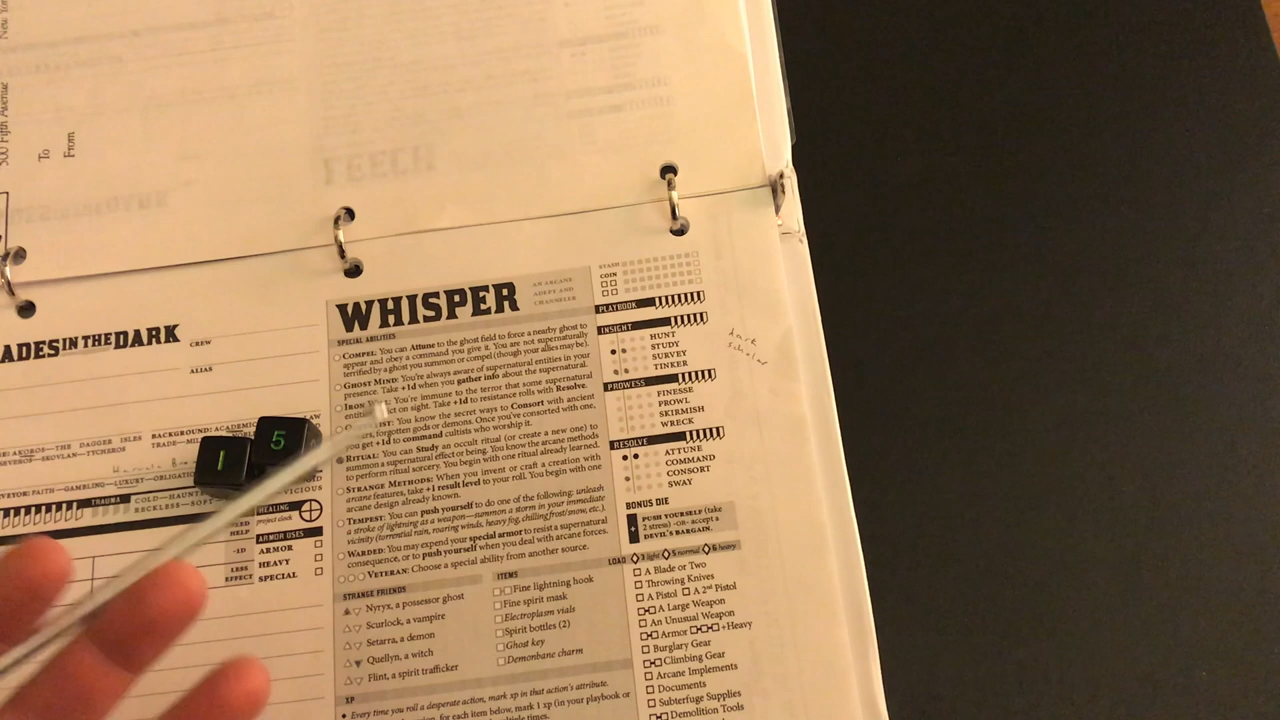 500 Fifth Avenue
New
To
From
LEECH
ADES IN THE DARK
CREW
ALIAS
LAW
BACKGROUND: ACADEMIC
AKOROS—THE DAGGER ISLES
SEVEROS—SKOVLAN—TYCHEROS
FAITH—GAMBLING—LUXURY—OBLIGATION
VICIOUS
TRAUMA
COLD—HAUNTED
RECKLESS—SOFT
HEALING
project clock
NEED
HELP
-1D
LESS
EFFECT
ARMOR USES
ARMOR
HEAVY
SPECIAL
I
5
WHISPER
AN ARCANE
ADEPT AND
CHANNELER
SPECIAL ABILITIES
COMPEL: You can Attune to the ghost field to force a nearby ghost to
appear and obey a command you give it. You are not supernaturally
terrified by a ghost you summon or compel (though your allies may be).
GHOST MIND: You're always aware of supernatural entities in your
presence. Take +1d when you gather info about the supernatural.
IRON You're immune to the terror that some supernatural
on sight. Take +1d to resistance rolls with Resolve.
You know the secret ways to Consort with ancient
forgotten gods or demons. Once you've consorted with one,
you get +1d to command cultists who worship it.
RITUAL: You can Study an occult ritual (or create a new one) to
summon a supernatural effect or being. You know the arcane methods
to perform ritual sorcery. You begin with one ritual already learned.
STRANGE METHODS: When you invent or craft a creation with
arcane features, take +1 result level to your roll. You begin with one
arcane design already known.
TEMPEST: You can push yourself to do one of the following: unleash
a stroke of lightning as a weapon—summon a storm in your immediate
vicinity (torrential rain, roaring winds, heavy fog, chilling frost/snow, etc.).
WARDED: You may expend your special armor to resist a supernatural
consequence, or to push yourself when you deal with arcane forces.
VETERAN: Choose a special ability from another source.
STRANGE FRIENDS
Nyryx, a possessor ghost
Scurlock, a vampire
Setarra, a demon
Quellyn, a witch
Flint, a spirit trafficker
ITEMS
Fine lightning hook
Fine spirit mask
Electroplasm vials
Spirit bottles (2)
Ghost key
Demonbane charm
XP
Every time you roll a desperate action, mark xp in that action's attribute.
for each item below, mark 1 xp (in your playbook or
multiple times.
STASH
COIN
PLAYBOOK
INSIGHT
HUNT
STUDY
SURVEY
TINKER
PROWESS
FINESSE
PROWL
SKIRMISH
WRECK
RESOLVE
ATTUNE
COMMAND
CONSORT
SWAY
dark
scholar
BONUS DIE
+
PUSH YOURSELF (take
2 stress) -OR- accept a
DEVIL'S BARGAIN.
LOAD 3 light 5 normal 6 heavy
A Blade or Two
Throwing Knives
A Pistol A 2nd Pistol
A Large Weapon
An Unusual Weapon
Armor +Heavy
Burglary Gear
Climbing Gear
Arcane Implements
Documents
Subterfuge Supplies
Demolition Tools